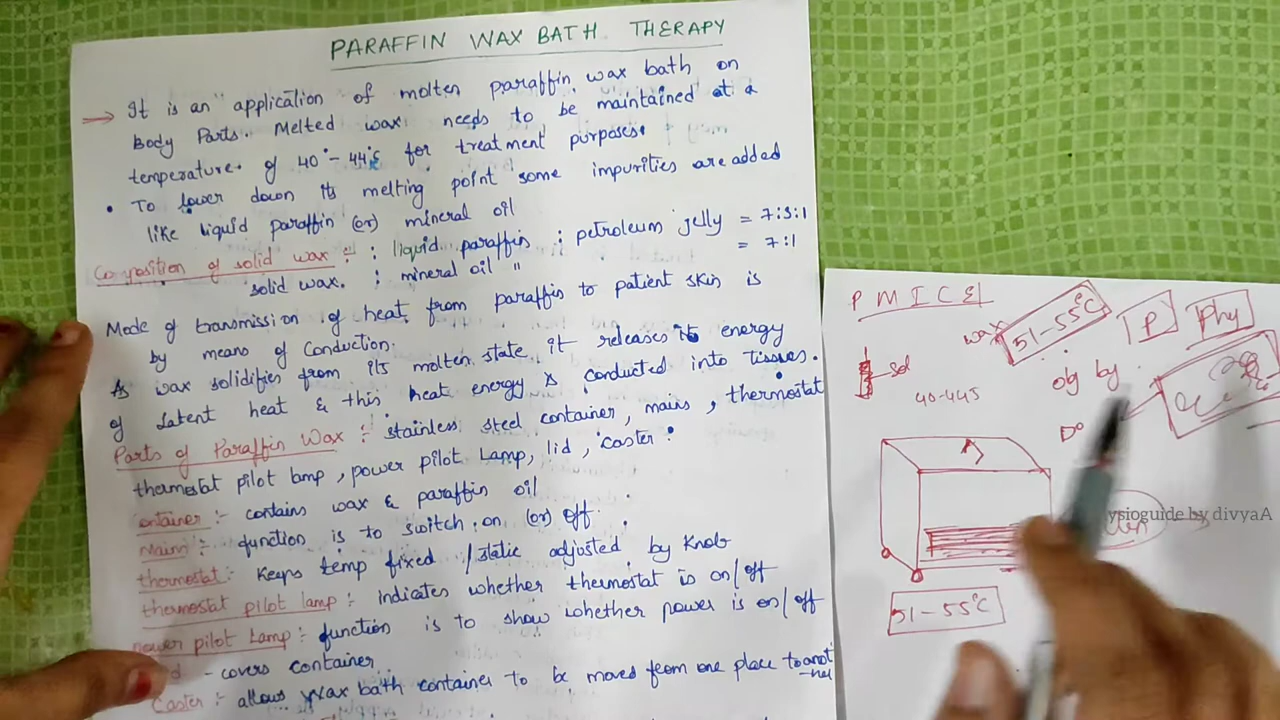 PARAFFIN WAX BATH THERAPY
It is an application of molten paraffin wax bath on
Body Parts. Melted wax needs to be maintained at a
temperature of 40° - 44°c for treatment purposes.
• To lower down its melting point some impurities are added
like liquid paraffin (or) mineral oil
Composition of solid wax :- : liquid paraffin : petroleum jelly = 7:3:1
solid wax. : mineral oil " = 7:1
Mode of transmission of heat from paraffin to patient skin is
by means of Conduction.
As wax solidifies from its molten state it releases its energy
of Latent heat & this heat energy is conducted into tissues.
Parts of Paraffin Wax :- stainless steel container, mains, thermostat
thermostat pilot lamp, power pilot Lamp, lid, caster :
ontainer :- contains wax & paraffin oil
Mains :- function is to switch on (or) off.
thermostat :- Keeps temp fixed / static adjusted by Knob
thermostat pilot lamp :- indicates whether thermostat is on/off
power pilot Lamp :- function is to show whether power is on/off
d - covers container
Caster :- allows wax bath container to be moved from one place to anot
-her
P M I C E
wax 51-55°C P Phy
sol
obj by
40-445
Do
ysioguide by divyaA
51-55°C